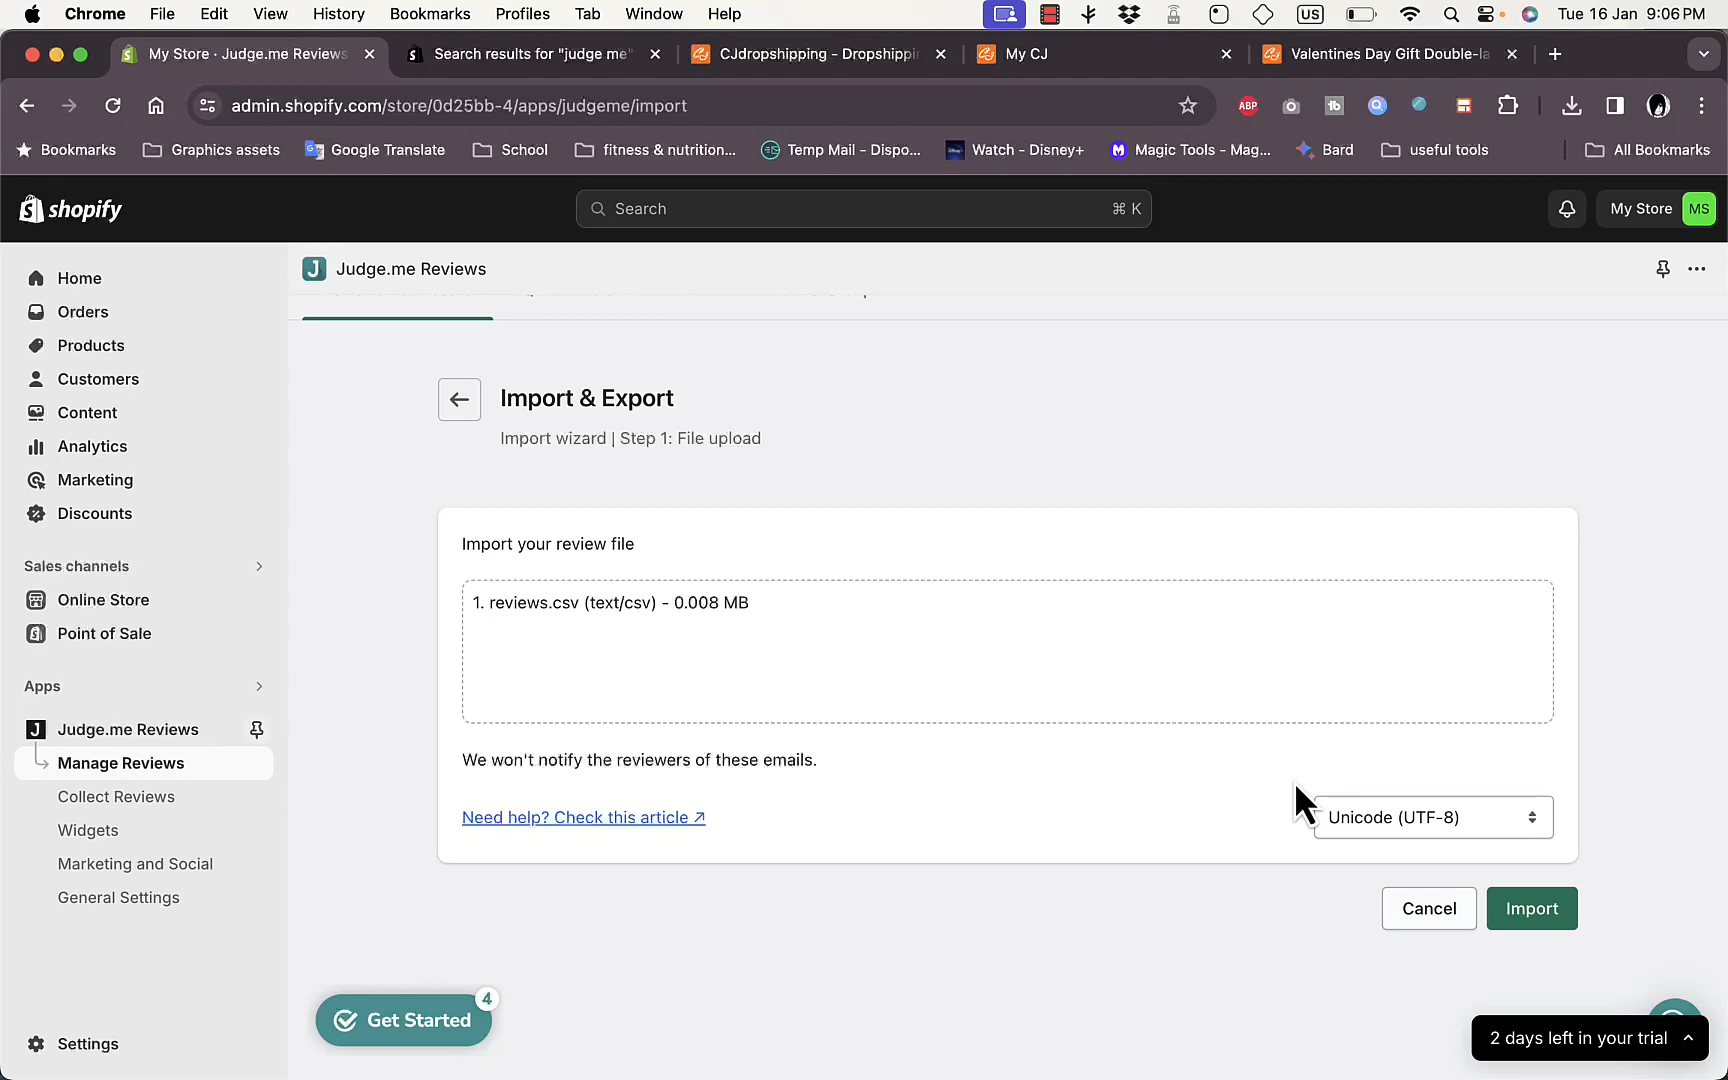 Chrome File Edit View History Bookmarks Profiles Tab Window Help US Tue 16 Jan 9:06 PM
My Store · Judge.me Reviews Search results for "judge me" CJdropshipping - Dropshippi My CJ Valentines Day Gift Double-la
admin.shopify.com/store/0d25bb-4/apps/judgeme/import ABP
Bookmarks Graphics assets Google Translate School fitness & nutrition... Temp Mail - Dispo... Watch - Disney+ Magic Tools - Mag... Bard useful tools All Bookmarks
shopify Search ⌘ K My Store MS
Judge.me Reviews
Home
Orders
Products
Customers
Content
Analytics
Marketing
Discounts
Sales channels
Online Store
Point of Sale
Apps
Judge.me Reviews
Manage Reviews
Collect Reviews
Widgets
Marketing and Social
General Settings
Settings
Import & Export
Import wizard | Step 1: File upload
Import your review file
1. reviews.csv (text/csv) - 0.008 MB
We won't notify the reviewers of these emails.
Need help? Check this article ↗
Unicode (UTF-8)
Cancel Import
Get Started 4
2 days left in your trial